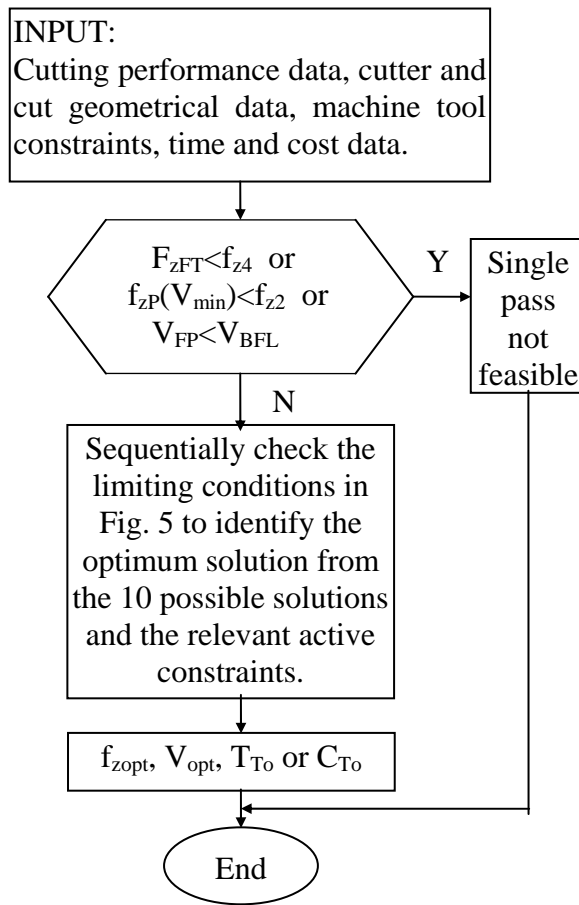 INPUT:
Cutting performance data, cutter and
cut geometrical data, machine tool
constraints, time and cost data.
F_zFT<f_z4 or
f_zP(V_min)<f_z2 or
V_FP<V_BFL
Y
Single
pass
not
feasible
N
Sequentially check the
limiting conditions in
Fig. 5 to identify the
optimum solution from
the 10 possible solutions
and the relevant active
constraints.
f_zopt, V_opt, T_To or C_To
End